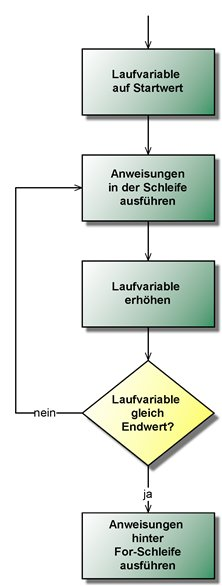 Laufvariable
auf Startwert
Anweisungen
in der Schleife
ausführen
Laufvariable
erhöhen
Laufvariable
gleich
Endwert?
nein
ja
Anweisungen
hinter
For-Schleife
ausführen